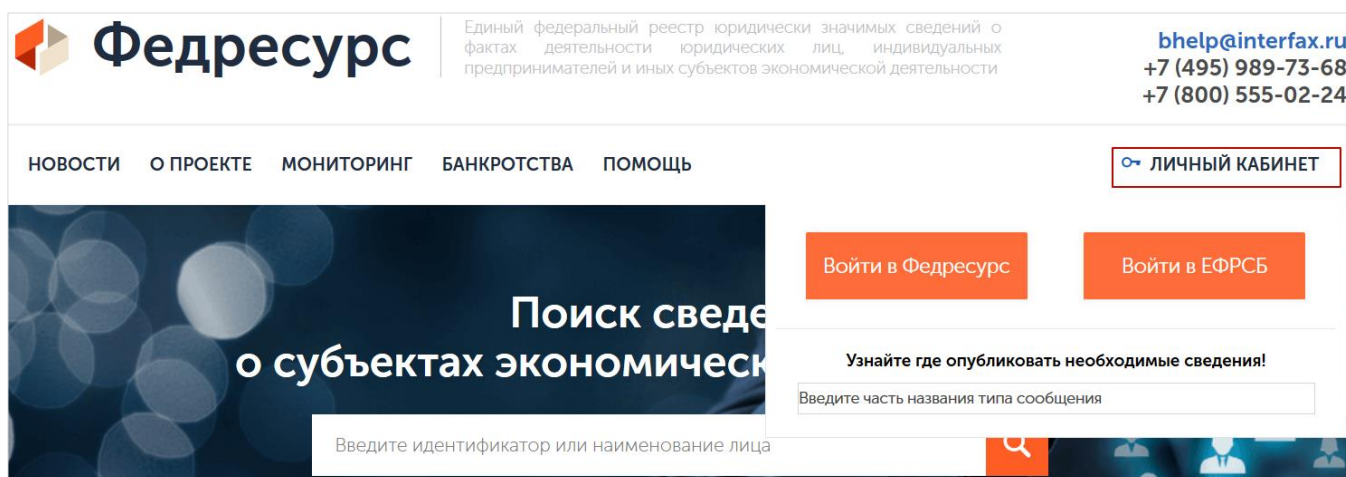 Федресурс
Единый федеральный реестр юридически значимых сведений о
фактах деятельности юридических лиц, индивидуальных
предпринимателей и иных субъектов экономической деятельности
bhelp@interfax.ru
+7 (495) 989-73-68
+7 (800) 555-02-24
НОВОСТИ О ПРОЕКТЕ МОНИТОРИНГ БАНКРОТСТВА ПОМОЩЬ
ЛИЧНЫЙ КАБИНЕТ
Войти в Федресурс
Войти в ЕФРСБ
Поиск сведе
о субъектах экономическ
Узнайте где опубликовать необходимые сведения!
Введите часть названия типа сообщения
Введите идентификатор или наименование лица